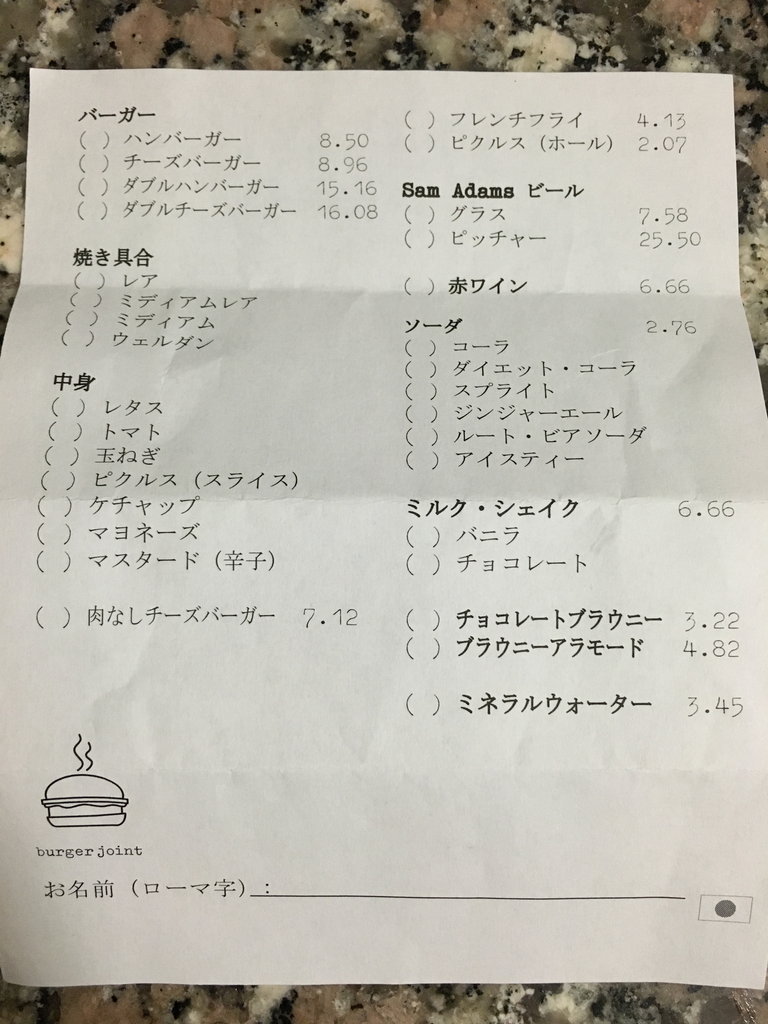 バーガー
( ) ハンバーガー 8.50
( ) チーズバーガー 8.96
( ) ダブルハンバーガー 15.16
( ) ダブルチーズバーガー 16.08
焼き具合
( ) レア
( ) ミディアムレア
( ) ミディアム
( ) ウェルダン
中身
( ) レタス
( ) トマト
( ) 玉ねぎ
( ) ピクルス (スライス)
( ) ケチャップ
( ) マヨネーズ
( ) マスタード (辛子)
( ) 肉なしチーズバーガー 7.12
( ) フレンチフライ 4.13
( ) ピクルス (ホール) 2.07
Sam Adams ビール
( ) グラス 7.58
( ) ピッチャー 25.50
( ) 赤ワイン 6.66
ソーダ 2.76
( ) コーラ
( ) ダイエット・コーラ
( ) スプライト
( ) ジンジャーエール
( ) ルート・ビアソーダ
( ) アイスティー
ミルク・シェイク 6.66
( ) バニラ
( ) チョコレート
( ) チョコレートブラウニー 3.22
( ) ブラウニーアラモード 4.82
( ) ミネラルウォーター 3.45
burger joint
お名前 (ローマ字) :